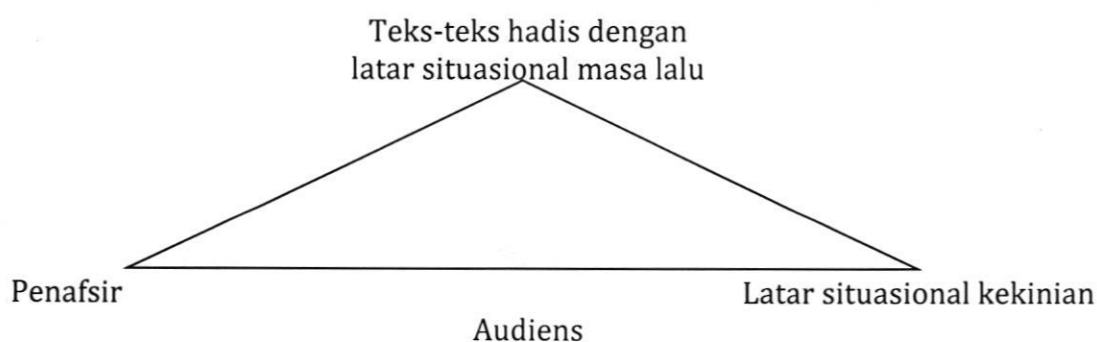 Teks-teks hadis dengan
latar situasional masa lalu
Penafsir
Latar situasional kekinian
Audiens